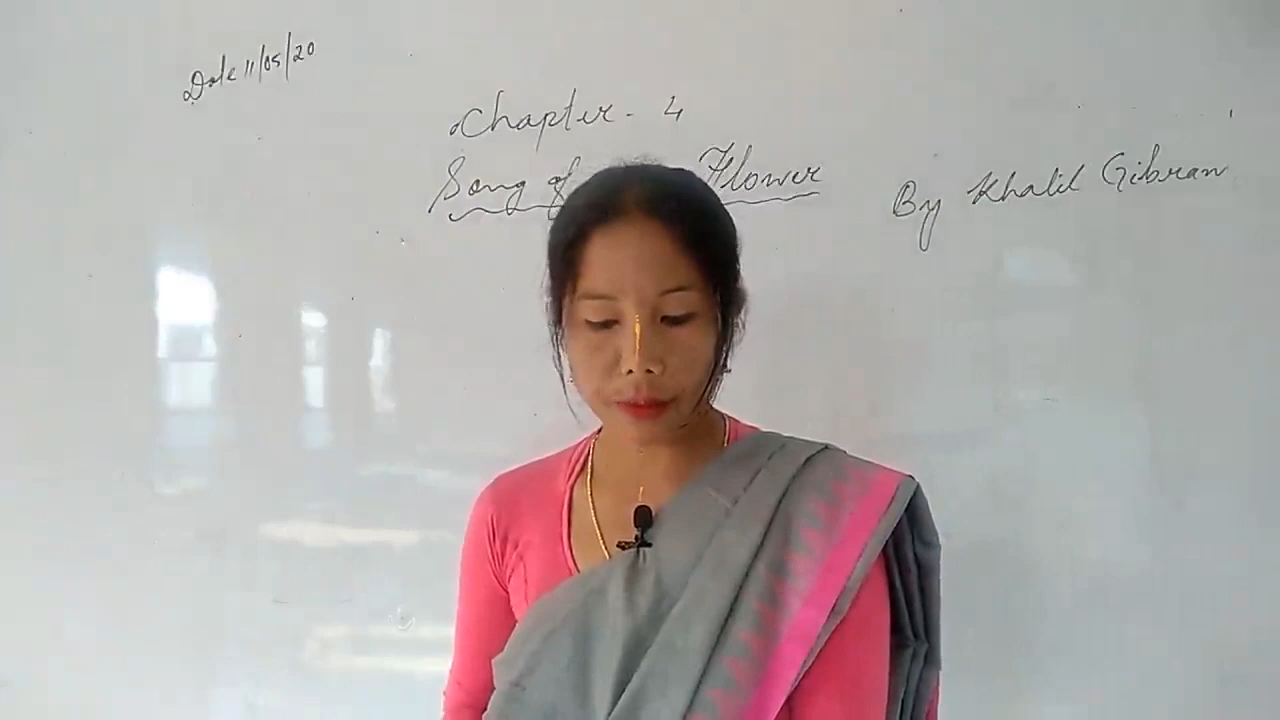 Date 11/05/20
Chapter - 4
Song of Flower
By Khalil Gibran